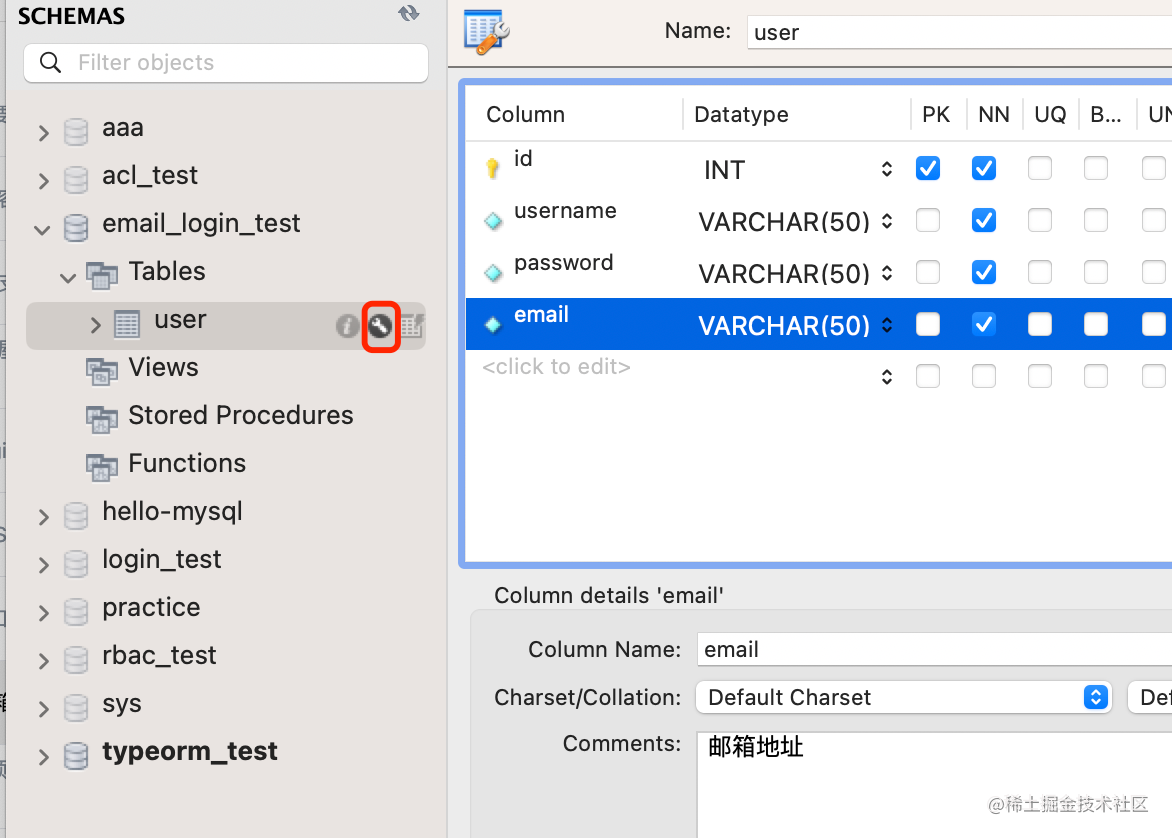 SCHEMAS
Filter objects
aaa
acl_test
email_login_test
Tables
user
Views
Stored Procedures
Functions
hello-mysql
login_test
practice
rbac_test
sys
typeorm_test
Name: user
Column Datatype PK NN UQ B... UN
id INT
username VARCHAR(50)
password VARCHAR(50)
email VARCHAR(50)
<click to edit>
Column details 'email'
Column Name: email
Charset/Collation: Default Charset Def
Comments: 邮箱地址
@稀土掘金技术社区